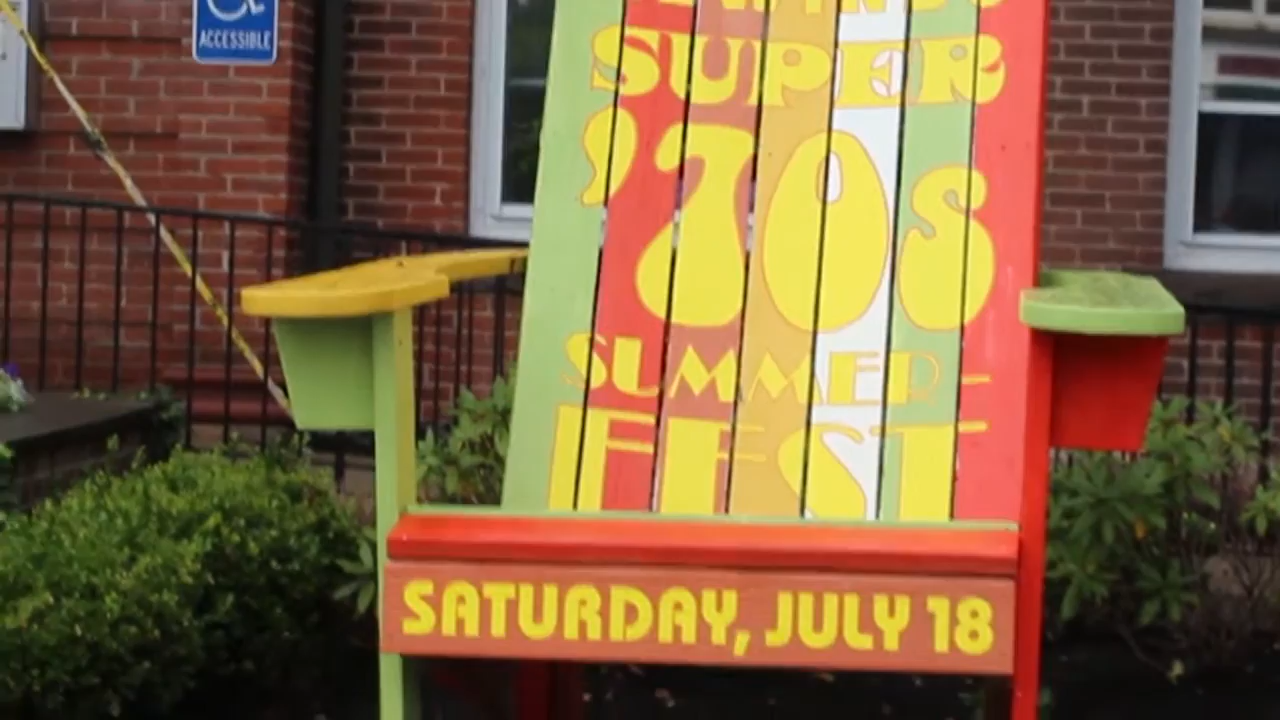 ACCESSIBLE
SUPER
'70s
SUMMER-
FEST
SATURDAY, JULY 18